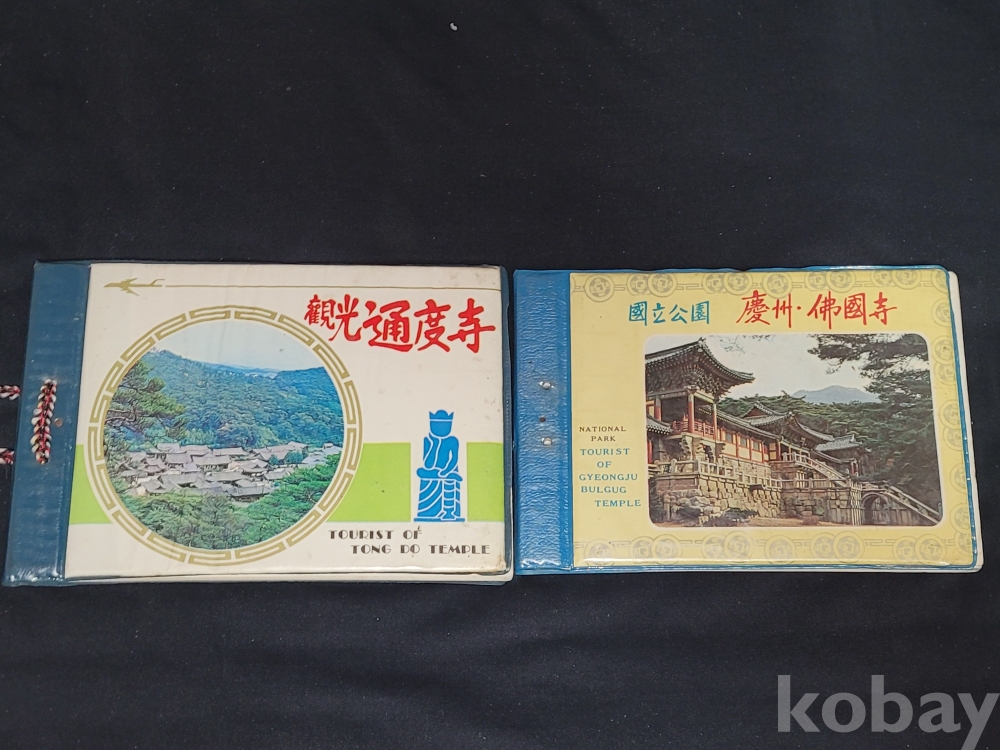 觀光 通度寺
TOURIST OF
TONG DO TEMPLE
國立公園 慶州·佛國寺
NATIONAL
PARK
TOURIST
OF
GYEONGJU
BULGUG
TEMPLE
kobay